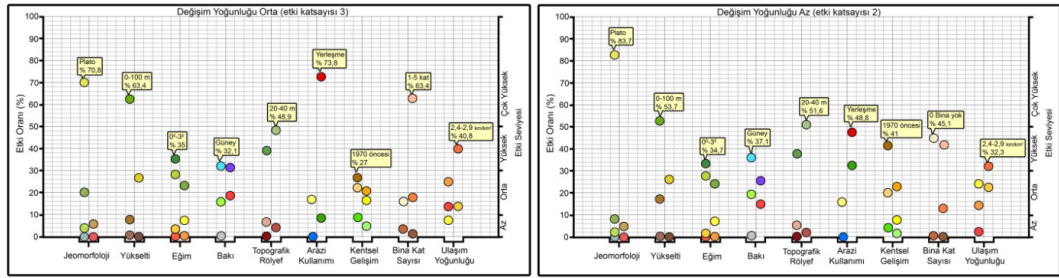 Değişim Yoğunluğu Orta (etki katsayısı 3)
100
90
80
70
60
50
40
30
20
10
0
Etki Oranı (%)
Plato
% 70,8
0-100 m
% 63,4
0°-3°
% 35
Güney
% 32,1
20-40 m
% 48,9
Yerleşme
% 73,8
1970 öncesi
% 27
1-5 kat
% 63,4
2,4-2,9 km/km²
% 40,8
Çok Yüksek
Yüksek
Orta
Az
Etki Seviyesi
Jeomorfoloji
Yükselti
Eğim
Bakı
Topografik
Rölyef
Arazi
Kullanımı
Kentsel
Gelişim
Bina Kat
Sayısı
Ulaşım
Yoğunluğu
Değişim Yoğunluğu Az (etki katsayısı 2)
100
90
80
70
60
50
40
30
20
10
0
Etki Oranı (%)
Plato
% 83,7
0-100 m
% 53,7
0°-3°
% 34,7
Güney
% 37,1
20-40 m
% 51,6
Yerleşme
% 48,8
1970 öncesi
% 41
0 Bina yok
% 45,1
2,4-2,9 km/km²
% 32,3
Çok Yüksek
Yüksek
Orta
Az
Etki Seviyesi
Jeomorfoloji
Yükselti
Eğim
Bakı
Topografik
Rölyef
Arazi
Kullanımı
Kentsel
Gelişim
Bina Kat
Sayısı
Ulaşım
Yoğunluğu